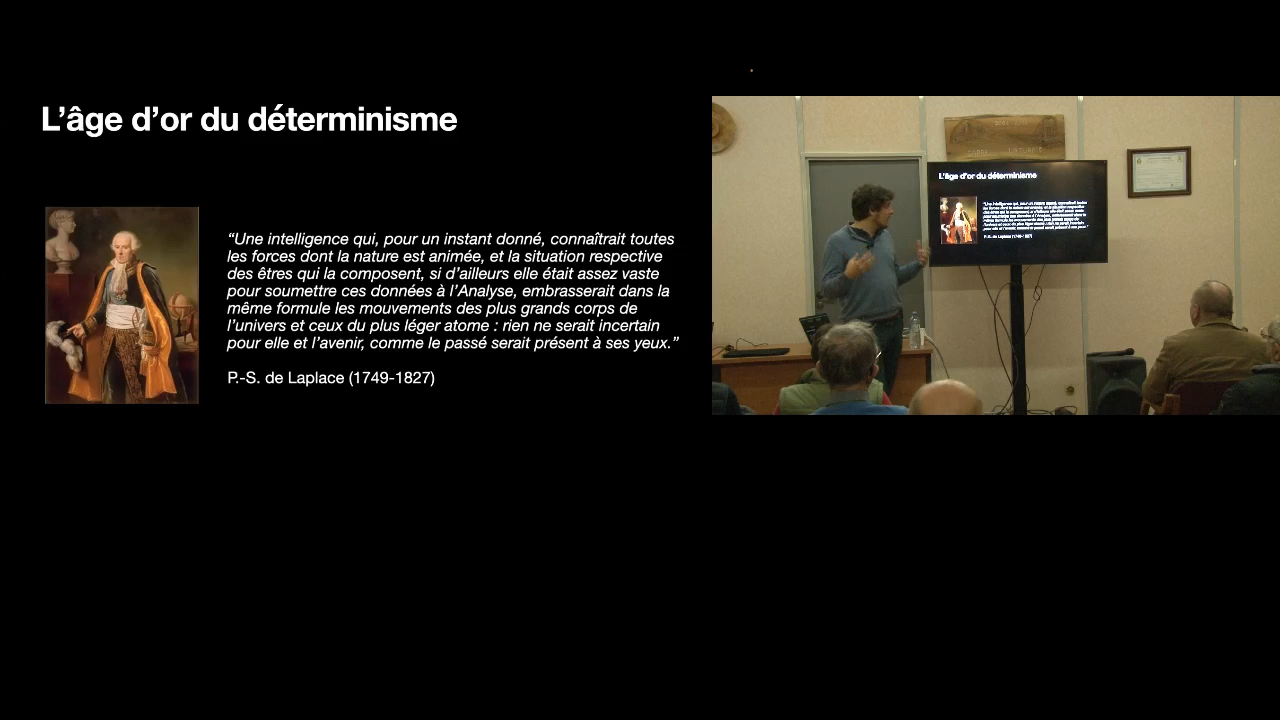 L’âge d’or du déterminisme
“Une intelligence qui, pour un instant donné, connaîtrait toutes
les forces dont la nature est animée, et la situation respective
des êtres qui la composent, si d’ailleurs elle était assez vaste
pour soumettre ces données à l’Analyse, embrasserait dans la
même formule les mouvements des plus grands corps de
l’univers et ceux du plus léger atome : rien ne serait incertain
pour elle et l’avenir, comme le passé serait présent à ses yeux.”
P.-S. de Laplace (1749-1827)
L’âge d’or du déterminisme